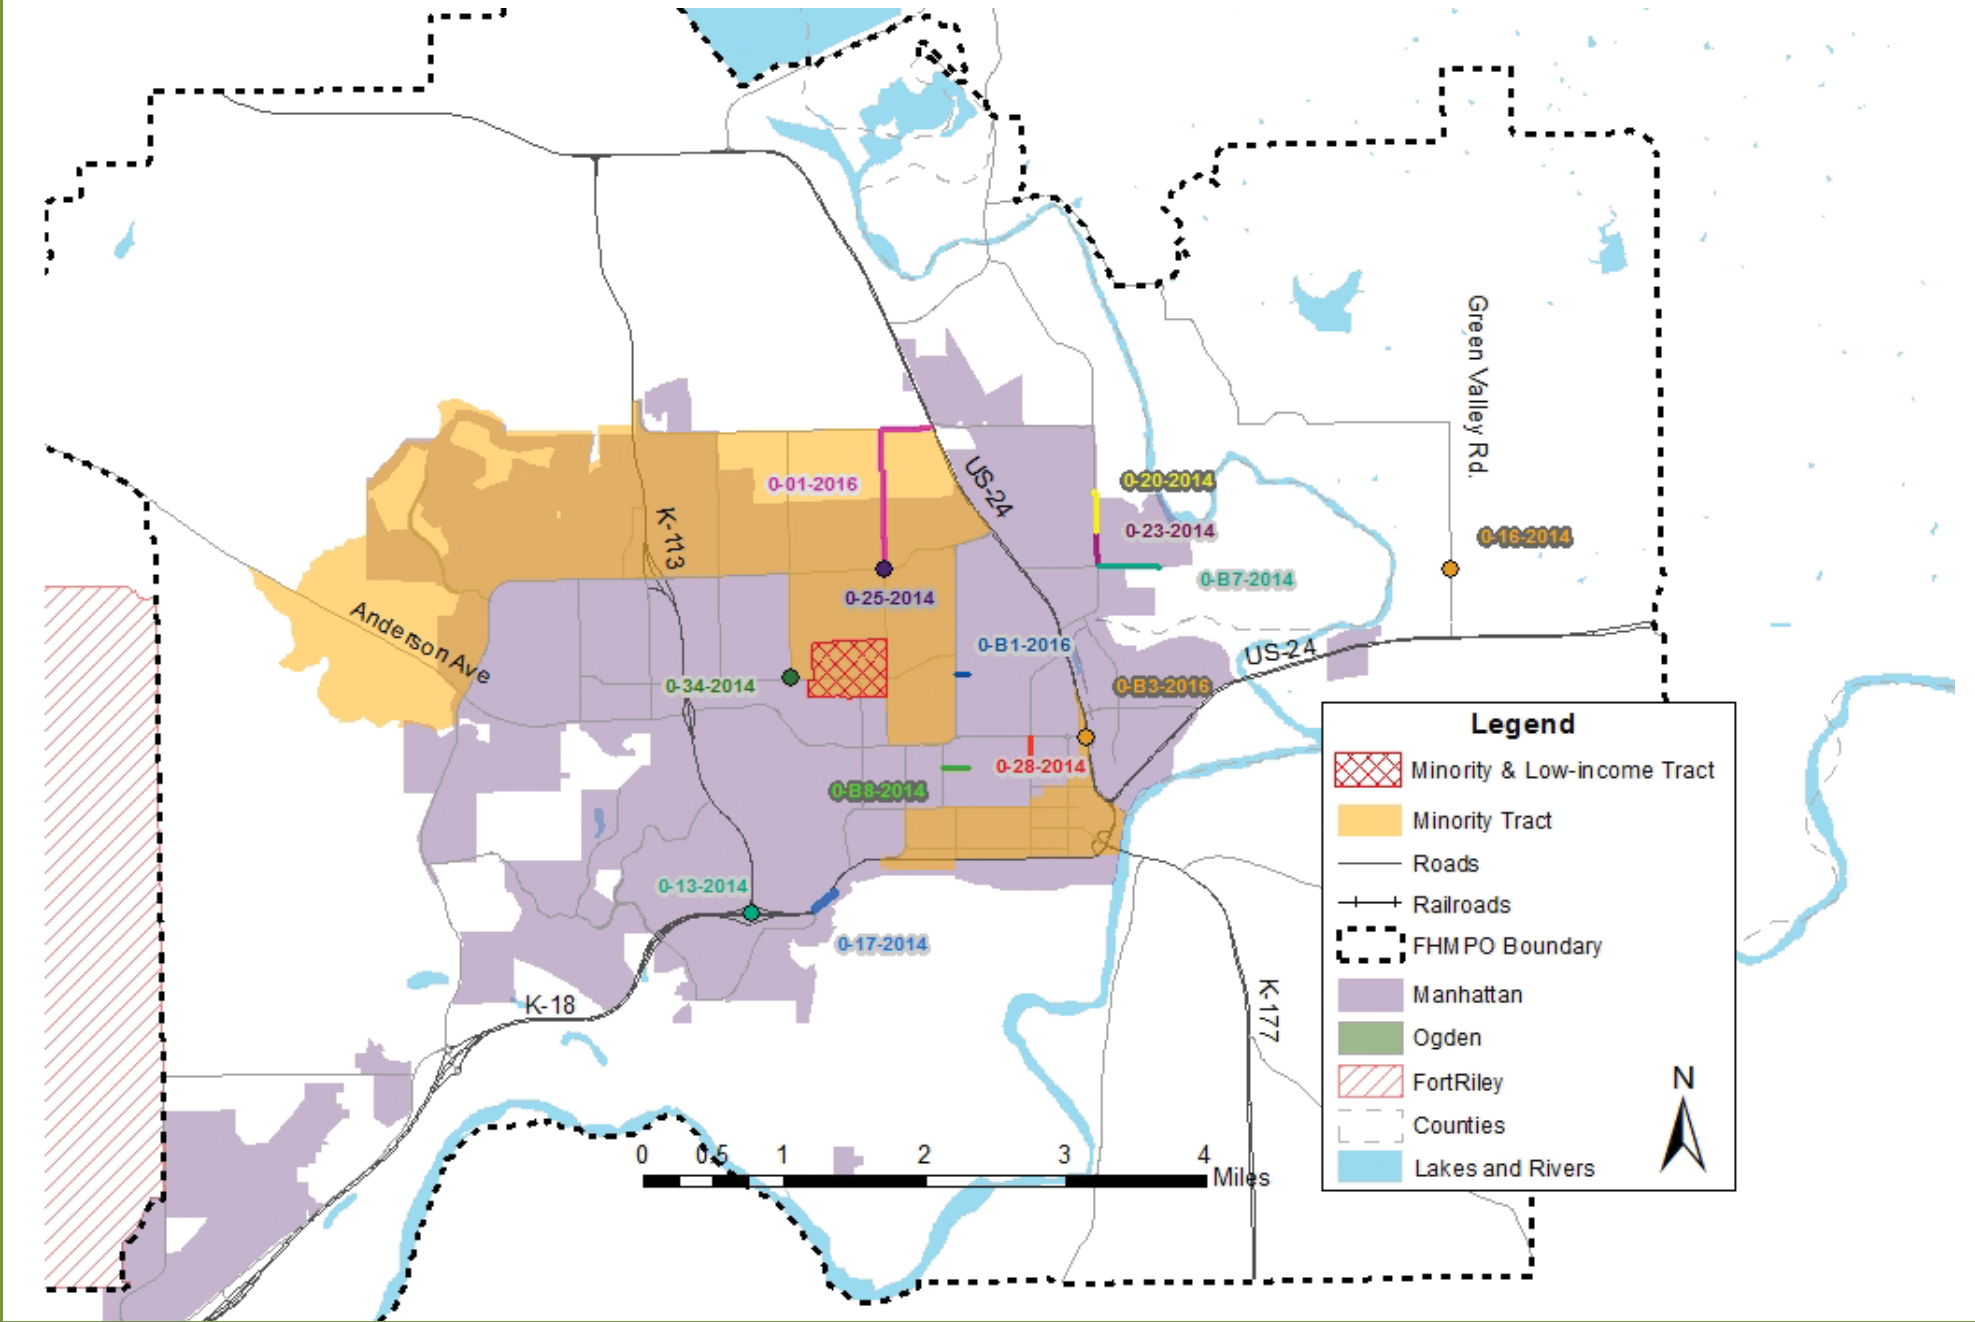 Green Valley Rd.
0-01-2016
US-24
0-20-2014
K-113
0-23-2014
0-16-2014
0-B7-2014
0-25-2014
Anderson Ave
0-B1-2016
US-24
0-34-2014
0-B3-2016
0-28-2014
0-B8-2014
0-13-2014
0-17-2014
K-18
K-177
Legend
Minority & Low-income Tract
Minority Tract
Roads
Railroads
FHMPO Boundary
Manhattan
Ogden
FortRiley
Counties
Lakes and Rivers
N
0 0.5 1 2 3 4
Miles